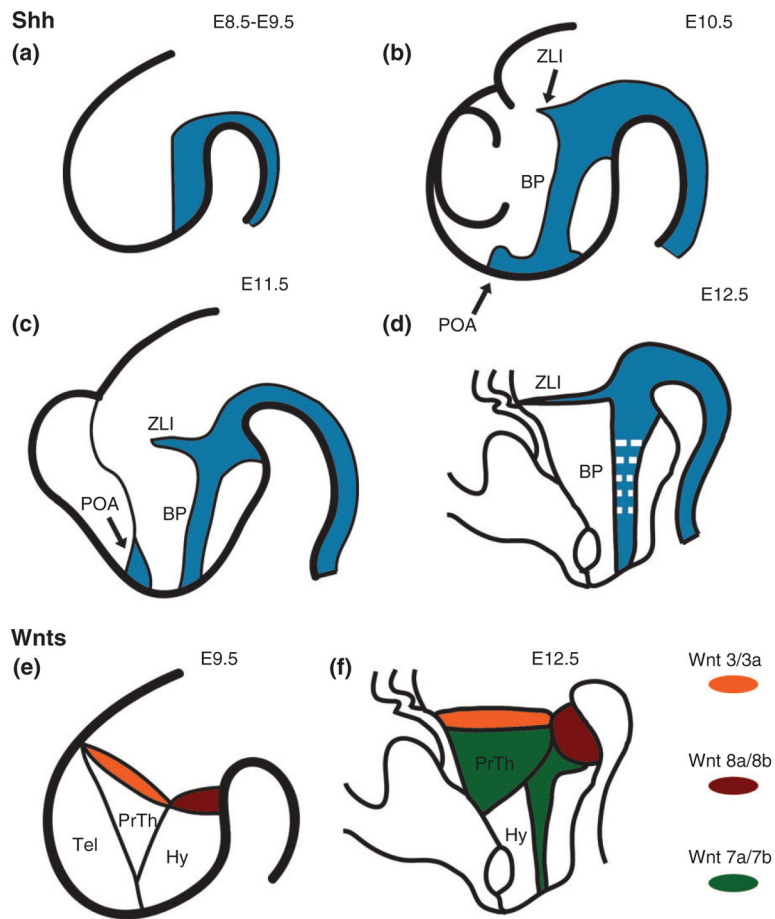 Shh
E8.5-E9.5
E10.5
(a)
(b)
ZLI
BP
POA
E11.5
E12.5
(c)
(d)
ZLI
POA
BP
ZLI
BP
Wnts
E9.5
E12.5
(e)
(f)
Wnt 3/3a
Tel
PrTh
Hy
PrTh
Hy
Wnt 8a/8b
Wnt 7a/7b